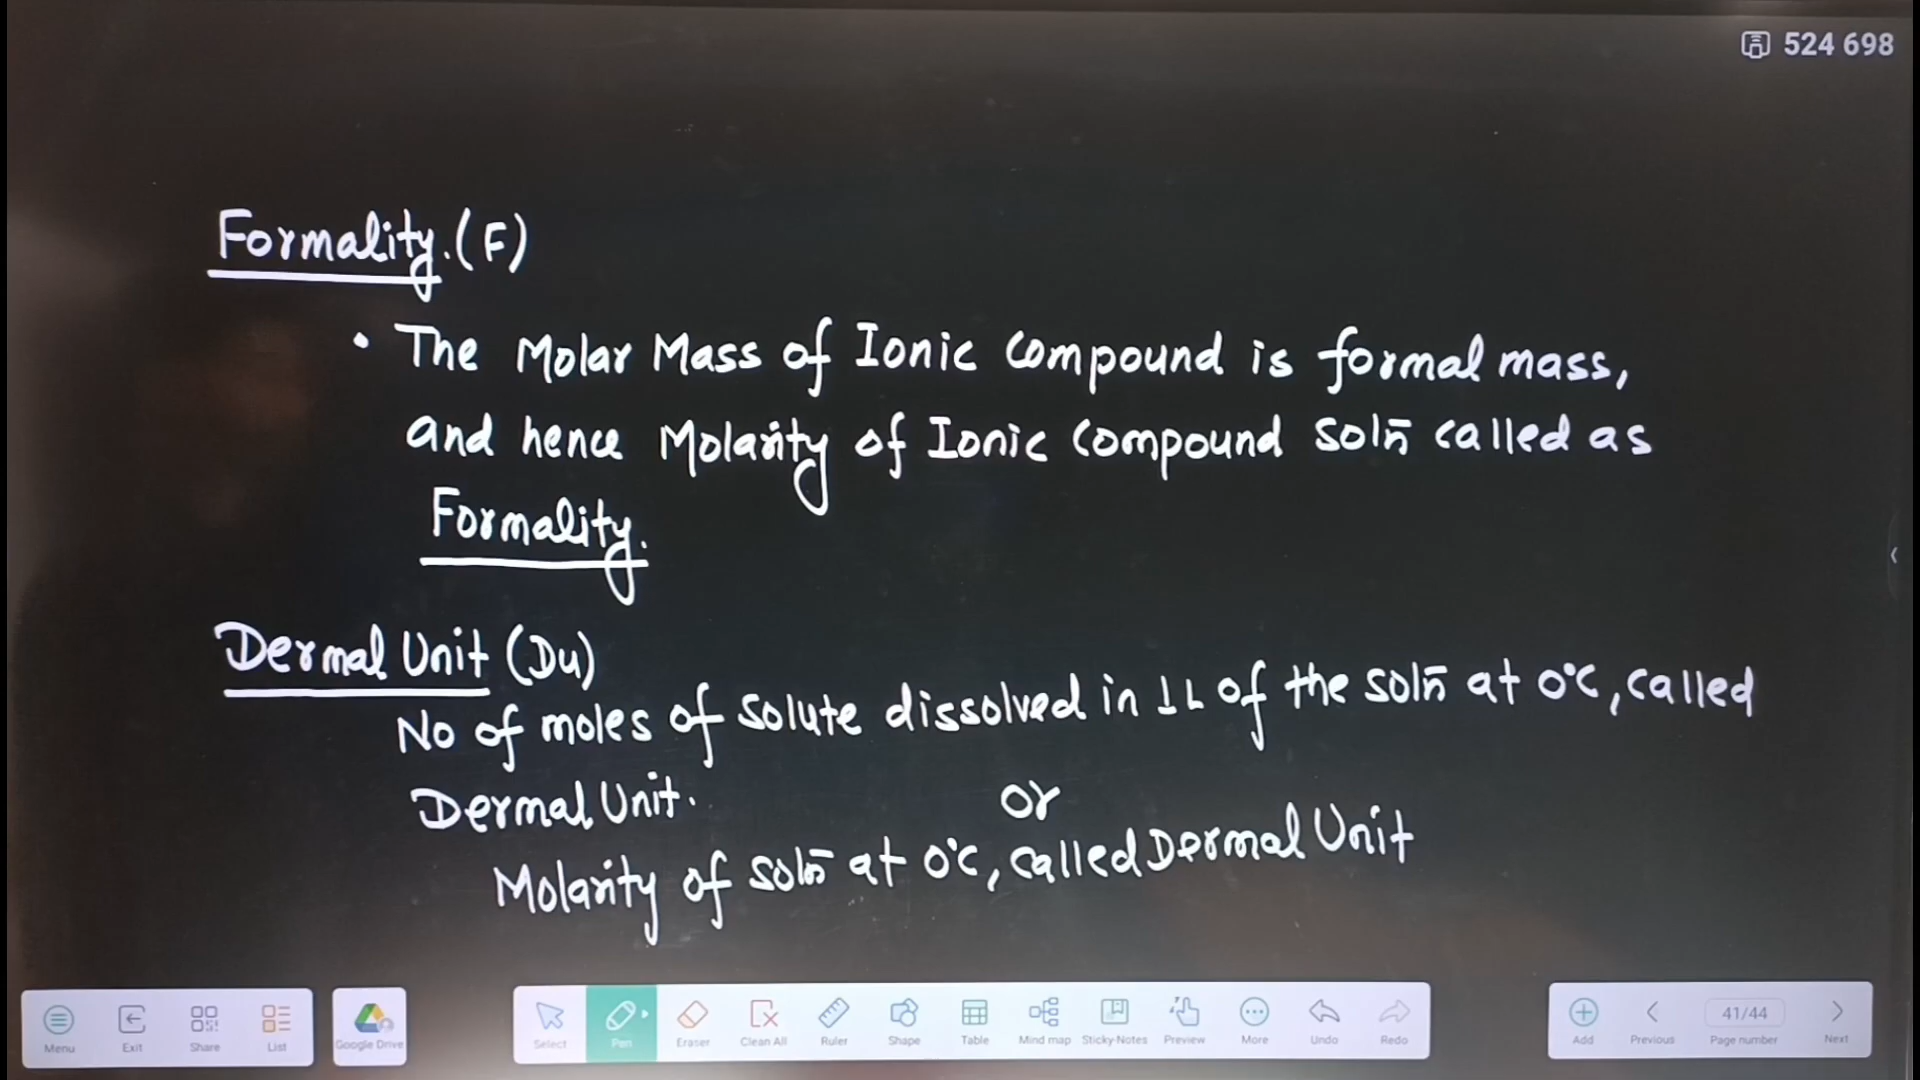 524 698
Formality.(F)
• The Molar Mass of Ionic Compound is formal mass,
and hence Molarity of Ionic Compound solñ called as
Formality.
Dermal Unit (Du)
No of moles of solute dissolved in 1L of the solñ at 0°C, called
Dermal Unit.
or
Molarity of solñ at 0°C, called Dermal Unit
Menu Exit Share List Google Drive Select Pen Eraser Clean All Ruler Shape Table Mind map Sticky-Notes Preview More Undo Redo Add Previous 41/44 Page number Next